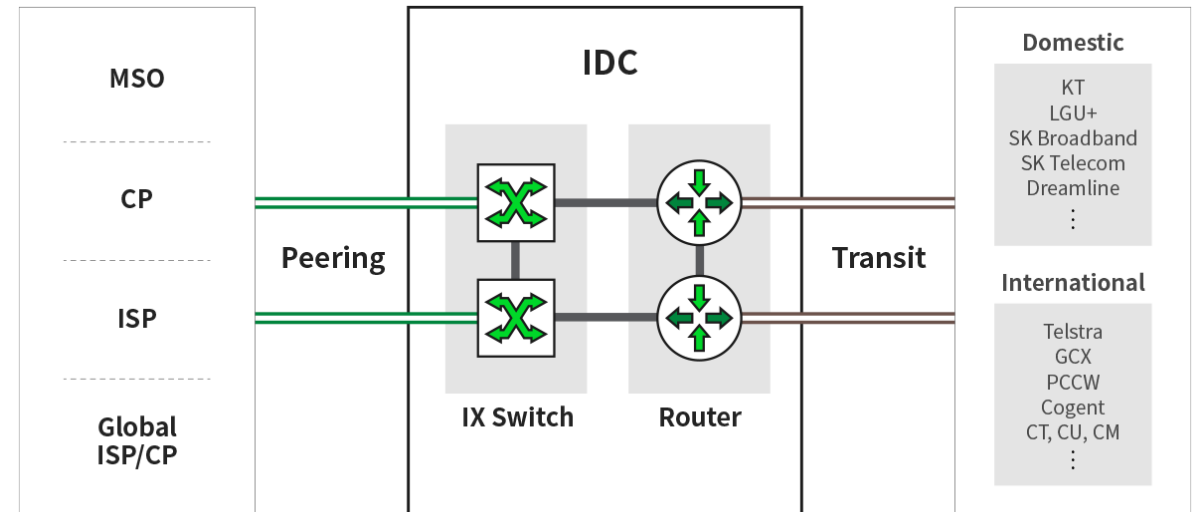 MSO
CP
ISP
Global
ISP/CP
Peering
IDC
IX Switch
Router
Transit
Domestic
KT
LGU+
SK Broadband
SK Telecom
Dreamline
⋮
International
Telstra
GCX
PCCW
Cogent
CT, CU, CM
⋮